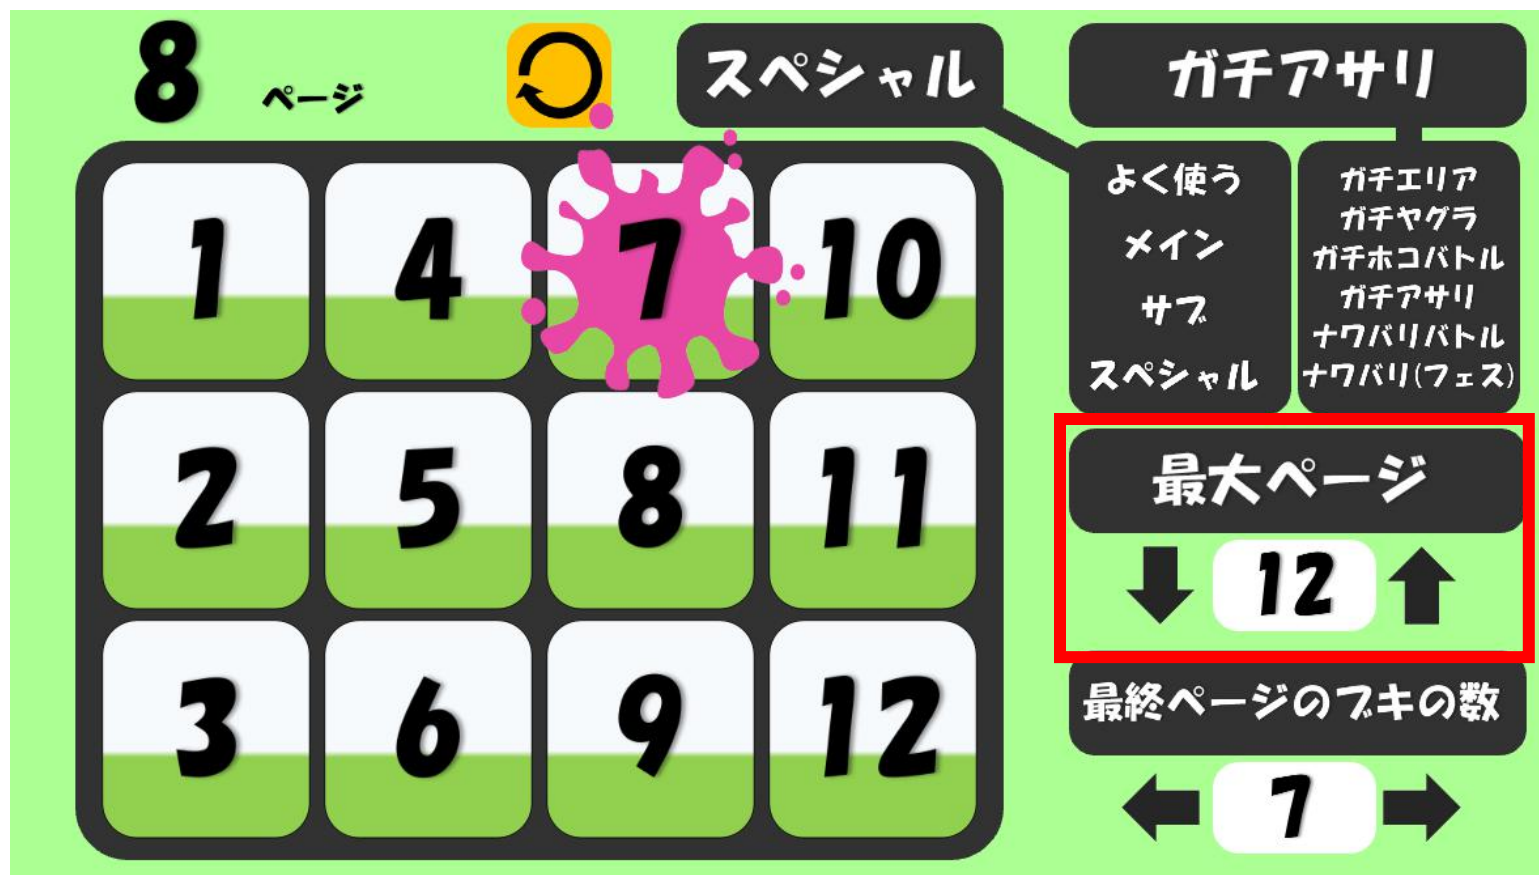 8 ページ
スペシャル
ガチアサリ
1 4 7 10
2 5 8 11
3 6 9 12
よく使う
メイン
サブ
スペシャル
ガチエリア
ガチヤグラ
ガチホコバトル
ガチアサリ
ナワバリバトル
ナワバリ(フェス)
最大ページ
12
最終ページのブキの数
7